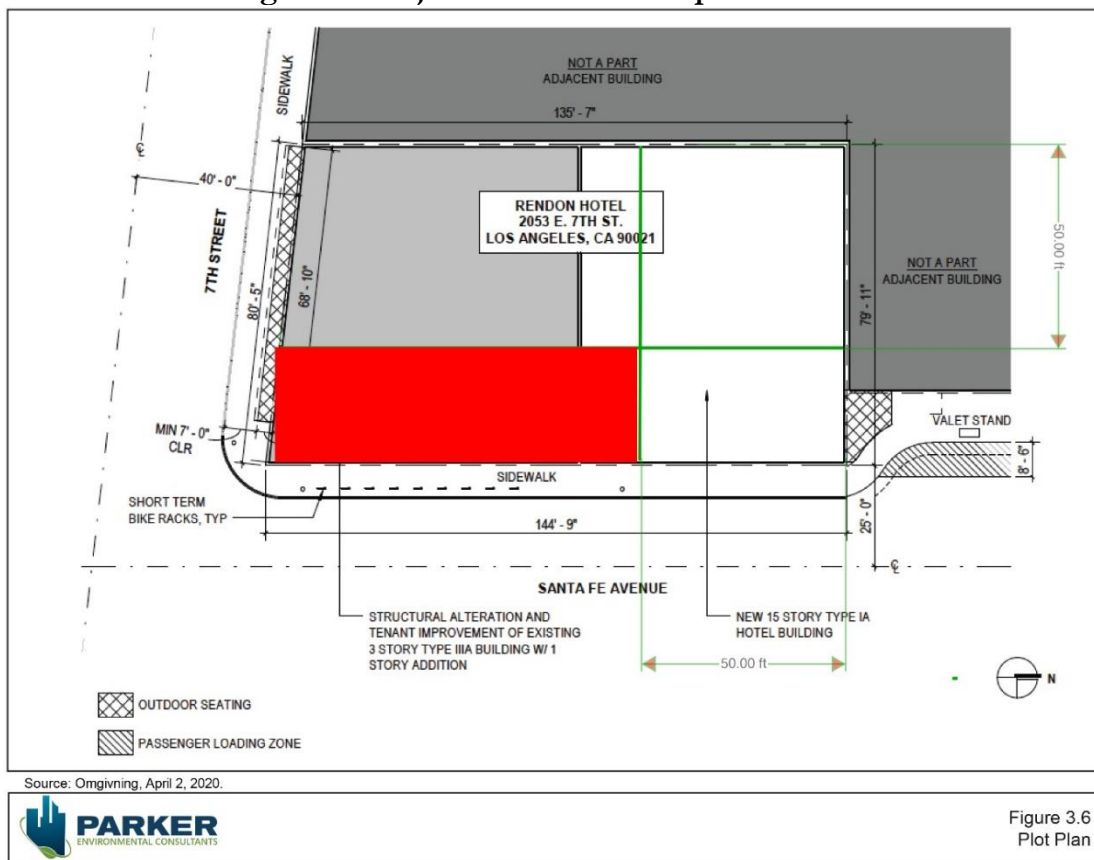 NOT A PART
ADJACENT BUILDING
135' - 7"
SIDEWALK
℄
40' - 0"
7TH STREET
RENDON HOTEL
2053 E. 7TH ST.
LOS ANGELES, CA 90021
50.00 ft
NOT A PART
ADJACENT BUILDING
68' - 10"
80' - 5"
79' - 11"
MIN 7' - 0"
CLR
VALET STAND
8' - 6"
SIDEWALK
SHORT TERM
BIKE RACKS, TYP
144' - 9"
25' - 0"
℄
SANTA FE AVENUE
STRUCTURAL ALTERATION AND
TENANT IMPROVEMENT OF EXISTING
3 STORY TYPE IIIA BUILDING W/ 1
STORY ADDITION
NEW 15 STORY TYPE IA
HOTEL BUILDING
50.00 ft
N
OUTDOOR SEATING
PASSENGER LOADING ZONE
Source: Omgivning, April 2, 2020.
PARKER
ENVIRONMENTAL CONSULTANTS
Figure 3.6
Plot Plan